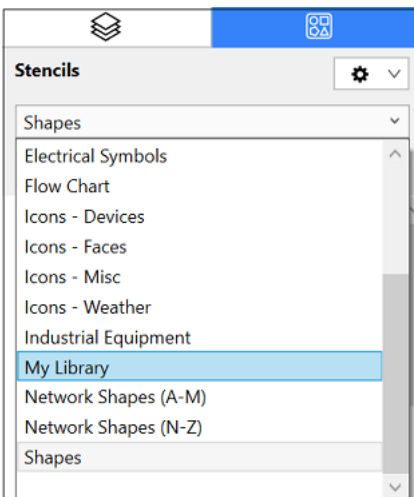 Stencils
Shapes
Electrical Symbols
Flow Chart
Icons - Devices
Icons - Faces
Icons - Misc
Icons - Weather
Industrial Equipment
My Library
Network Shapes (A-M)
Network Shapes (N-Z)
Shapes